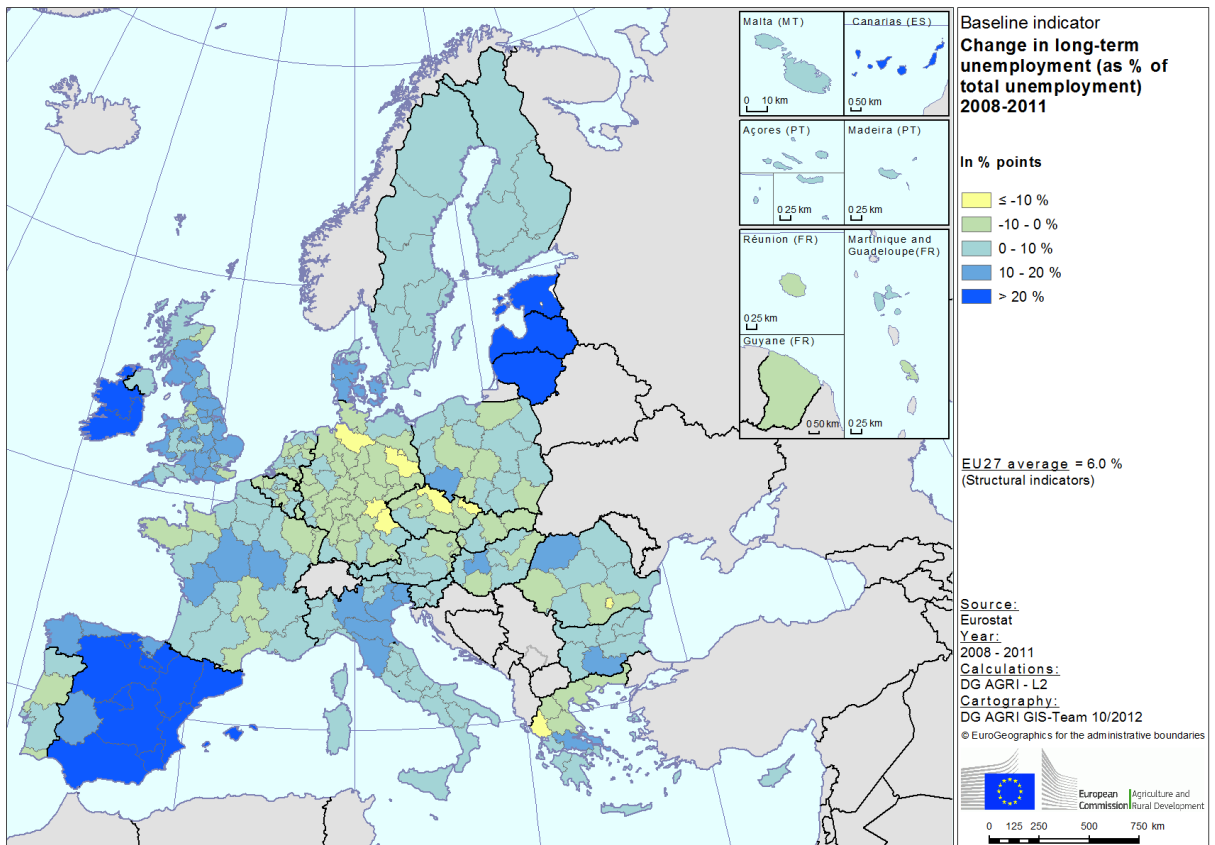 Malta (MT)
0 10 km
Canarias (ES)
0 50 km
Açores (PT)
0 25 km
Madeira (PT)
0 25 km
Réunion (FR)
0 25 km
Martinique and
Guadeloupe(FR)
0 25 km
Guyane (FR)
0 50 km
Baseline indicator
Change in long-term
unemployment (as % of
total unemployment)
2008-2011
In % points
≤ -10 %
-10 - 0 %
0 - 10 %
10 - 20 %
> 20 %
EU27 average = 6.0 %
(Structural indicators)
Source:
Eurostat
Year:
2008 - 2011
Calculations:
DG AGRI - L2
Cartography:
DG AGRI GIS-Team 10/2012
© EuroGeographics for the administrative boundaries
European
Commission
Agriculture and
Rural Development
0 125 250 500 750 km